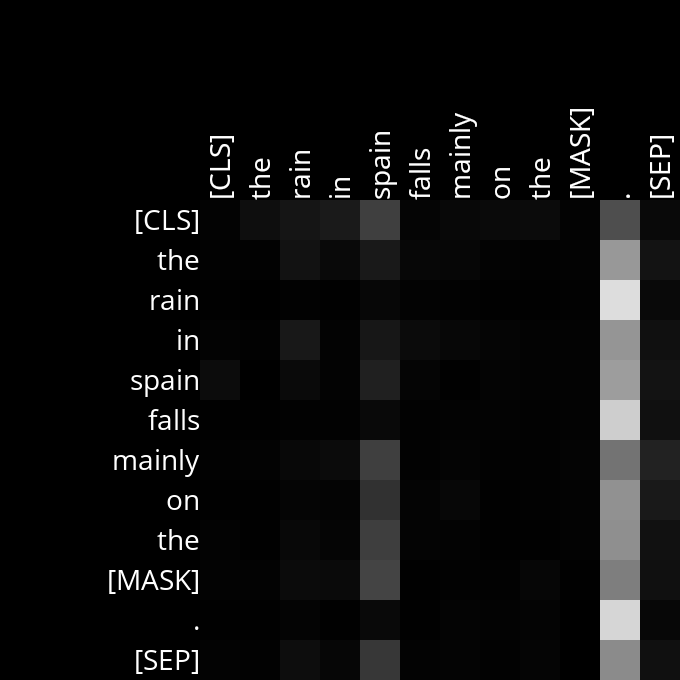 [CLS] the rain in spain falls mainly on the [MASK] . [SEP]
[CLS]
the
rain
in
spain
falls
mainly
on
the
[MASK]
.
[SEP]